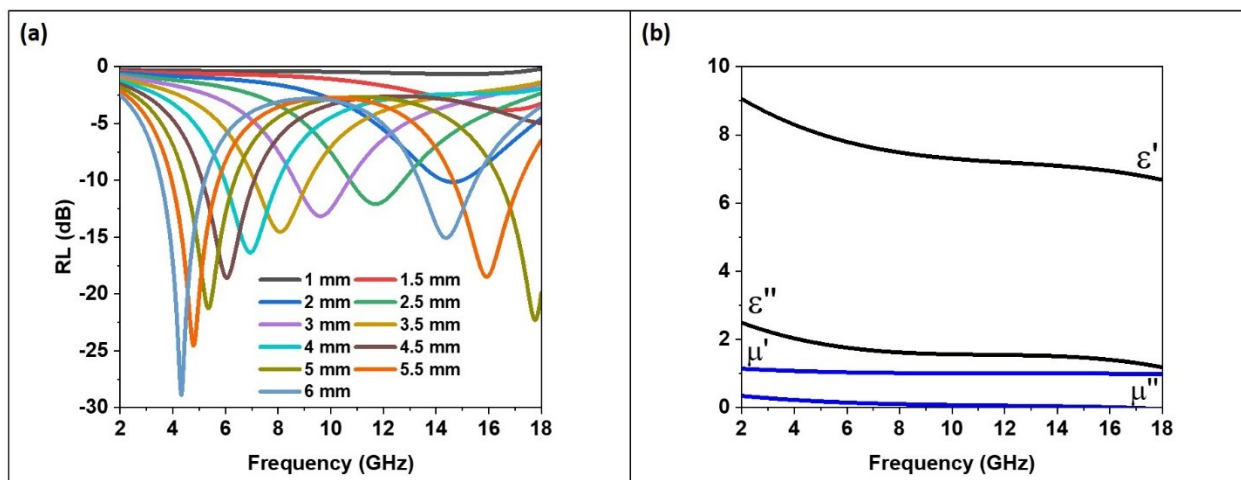 (a)
RL (dB)
0
-5
-10
-15
-20
-25
-30
1 mm 1.5 mm
2 mm 2.5 mm
3 mm 3.5 mm
4 mm 4.5 mm
5 mm 5.5 mm
6 mm
2 4 6 8 10 12 14 16 18
Frequency (GHz)
(b)
10
8
6
4
2
0
ε'
ε''
μ'
μ''
2 4 6 8 10 12 14 16 18
Frequency (GHz)